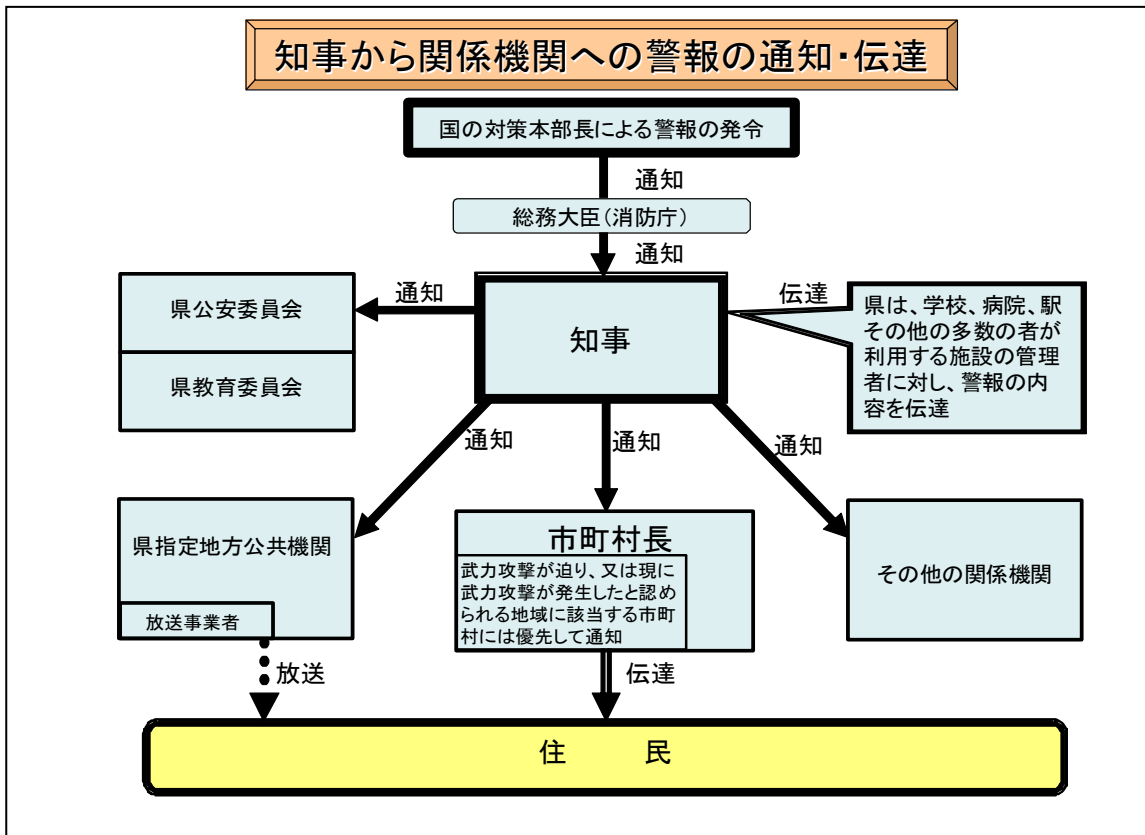 知事から関係機関への警報の通知・伝達
国の対策本部長による警報の発令
通知
総務大臣(消防庁)
通知
県公安委員会
県教育委員会
通知
知事
伝達
県は、学校、病院、駅
その他の多数の者が
利用する施設の管理
者に対し、警報の内
容を伝達
通知
通知
通知
県指定地方公共機関
放送事業者
市町村長
武力攻撃が迫り、又は現に
武力攻撃が発生したと認め
られる地域に該当する市町
村には優先して通知
その他の関係機関
放送
伝達
住 民